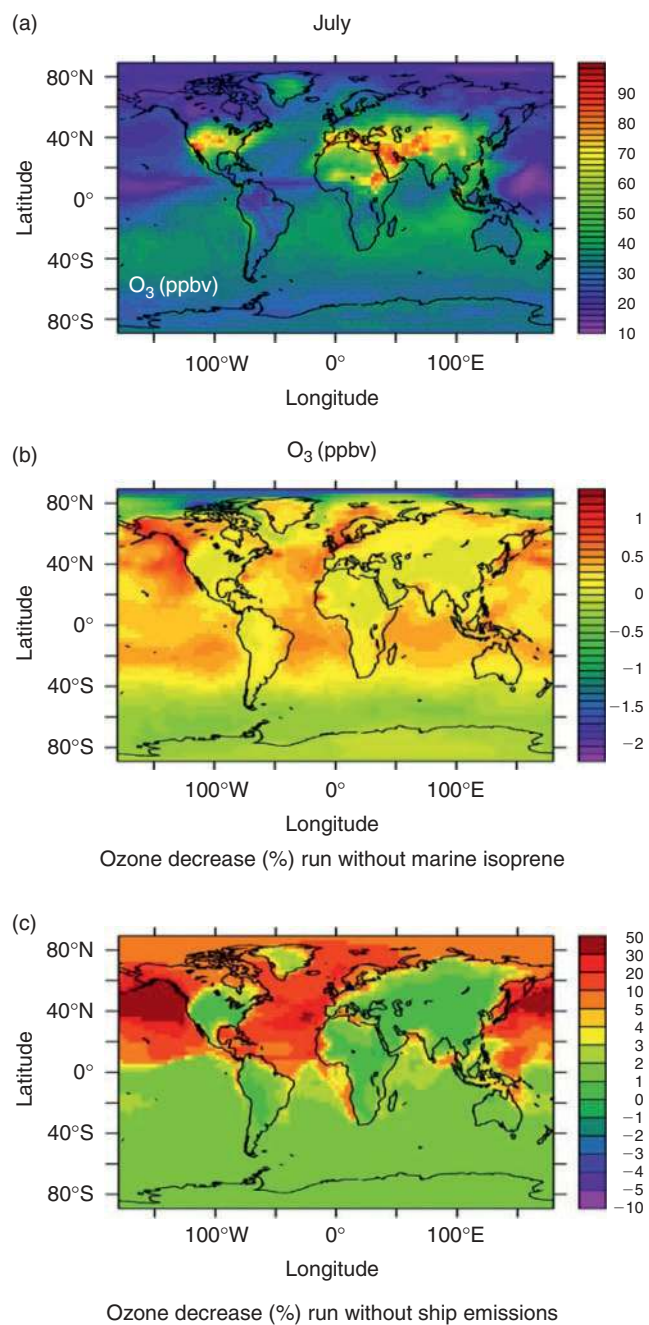 (a)
July
80°N
40°N
0°
40°S
80°S
Latitude
O₃ (ppbv)
100°W 0° 100°E
Longitude
90
80
70
60
50
40
30
20
10
(b)
O₃ (ppbv)
80°N
40°N
0°
40°S
80°S
Latitude
100°W 0° 100°E
Longitude
1
0.5
0
−0.5
−1
−1.5
−2
Ozone decrease (%) run without marine isoprene
(c)
80°N
40°N
0°
40°S
80°S
Latitude
100°W 0° 100°E
Longitude
50
30
20
10
5
4
3
2
1
0
−1
−2
−3
−4
−5
−10
Ozone decrease (%) run without ship emissions